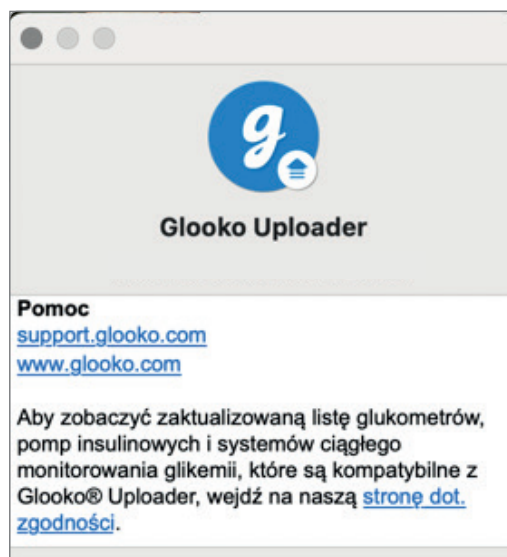 g
Glooko Uploader
Pomoc
support.glooko.com
www.glooko.com
Aby zobaczyć zaktualizowaną listę glukometrów,
pomp insulinowych i systemów ciągłego
monitorowania glikemii, które są kompatybilne z
Glooko® Uploader, wejdź na naszą stronę dot.
zgodności.